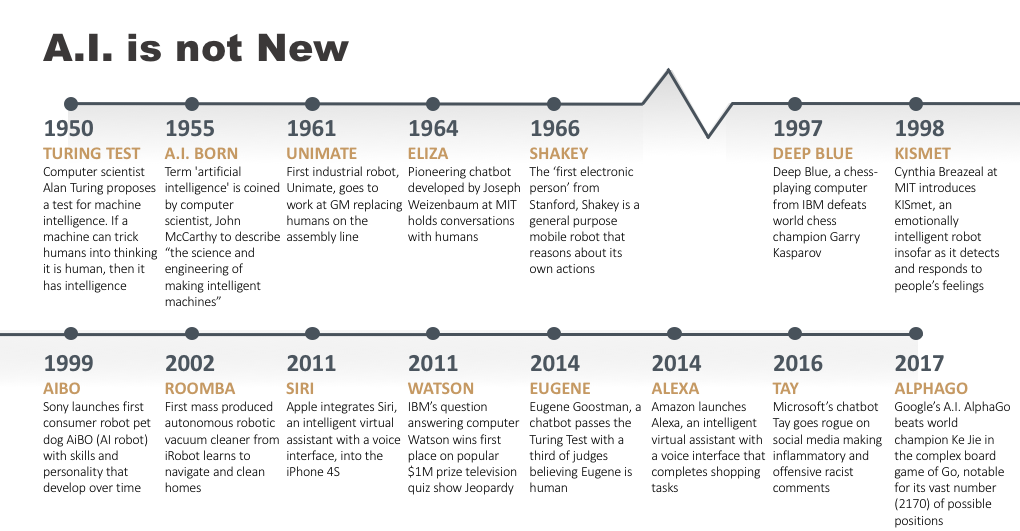 A.I. is not New
1950
TURING TEST
Computer scientist
Alan Turing proposes
a test for machine
intelligence. If a
machine can trick
humans into thinking
it is human, then it
has intelligence
1955
A.I. BORN
Term 'artificial
intelligence' is coined
by computer
scientist, John
McCarthy to describe
“the science and
engineering of
making intelligent
machines”
1961
UNIMATE
First industrial robot,
Unimate, goes to
work at GM replacing
humans on the
assembly line
1964
ELIZA
Pioneering chatbot
developed by Joseph
Weizenbaum at MIT
holds conversations
with humans
1966
SHAKEY
The ‘first electronic
person’ from
Stanford, Shakey is a
general purpose
mobile robot that
reasons about its
own actions
1997
DEEP BLUE
Deep Blue, a chess-
playing computer
from IBM defeats
world chess
champion Garry
Kasparov
1998
KISMET
Cynthia Breazeal at
MIT introduces
KISmet, an
emotionally
intelligent robot
insofar as it detects
and responds to
people’s feelings
1999
AIBO
Sony launches first
consumer robot pet
dog AiBO (AI robot)
with skills and
personality that
develop over time
2002
ROOMBA
First mass produced
autonomous robotic
vacuum cleaner from
iRobot learns to
navigate and clean
homes
2011
SIRI
Apple integrates Siri,
an intelligent virtual
assistant with a voice
interface, into the
iPhone 4S
2011
WATSON
IBM’s question
answering computer
Watson wins first
place on popular
$1M prize television
quiz show Jeopardy
2014
EUGENE
Eugene Goostman, a
chatbot passes the
Turing Test with a
third of judges
believing Eugene is
human
2014
ALEXA
Amazon launches
Alexa, an intelligent
virtual assistant with
a voice interface that
completes shopping
tasks
2016
TAY
Microsoft’s chatbot
Tay goes rogue on
social media making
inflammatory and
offensive racist
comments
2017
ALPHAGO
Google’s A.I. AlphaGo
beats world
champion Ke Jie in
the complex board
game of Go, notable
for its vast number
(2170) of possible
positions